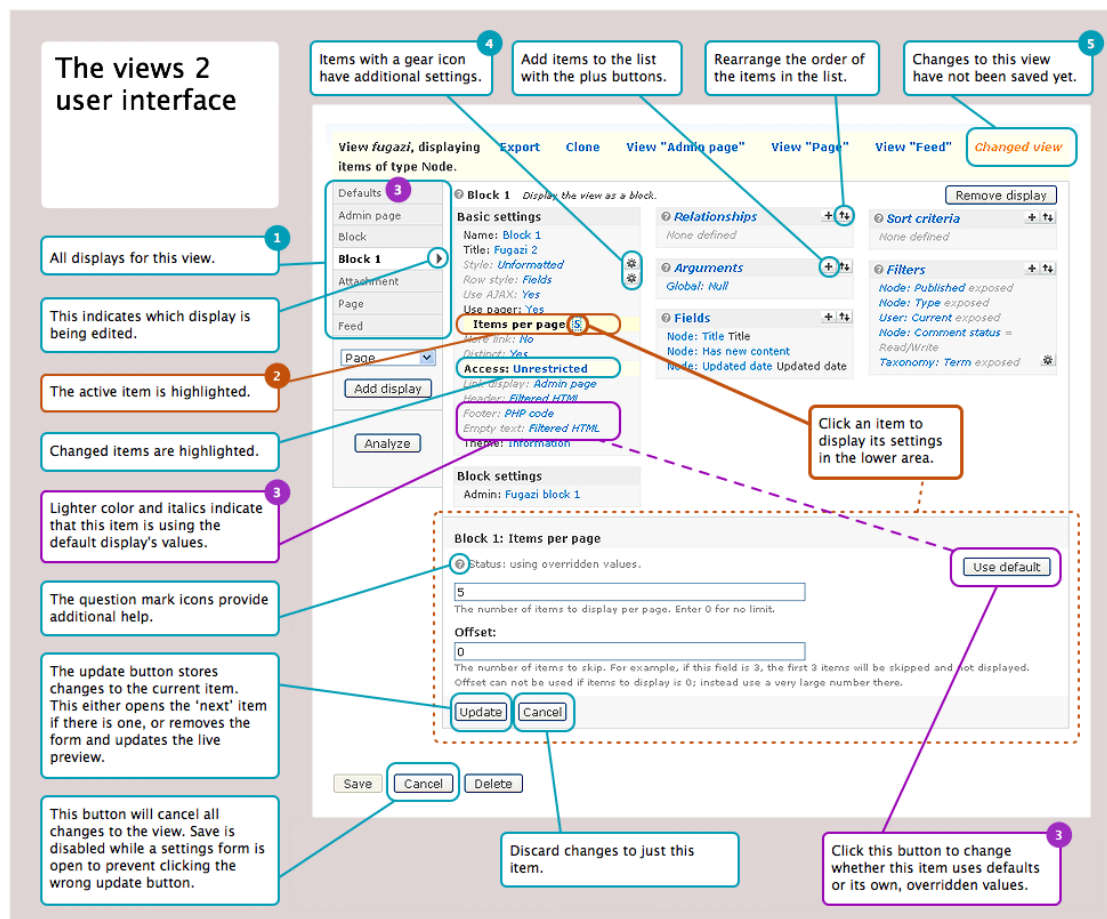 The views 2
user interface
4
Items with a gear icon
have additional settings.
Add items to the list
with the plus buttons.
Rearrange the order of
the items in the list.
5
Changes to this view
have not been saved yet.
View fugazi, displaying
items of type Node.
Export
Clone
View "Admin page"
View "Page"
View "Feed"
Changed view
Defaults
3
Admin page
Block
Block 1
Attachment
Page
Feed
Page
Add display
Analyze
Block 1 Display the view as a block.
Remove display
Basic settings
Name: Block 1
Title: Fugazi 2
Style: Unformatted
Row style: Fields
Use AJAX: Yes
Use pager: Yes
Items per page: 5
More link: No
Distinct: Yes
Access: Unrestricted
Link display: Admin page
Header: Filtered HTML
Footer: PHP code
Empty text: Filtered HTML
Theme: Information
Block settings
Admin: Fugazi block 1
Relationships
None defined
Arguments
Global: Null
Fields
Node: Title Title
Node: Has new content
Node: Updated date Updated date
Sort criteria
None defined
Filters
Node: Published exposed
Node: Type exposed
User: Current exposed
Node: Comment status =
Read/Write
Taxonomy: Term exposed
1
All displays for this view.
This indicates which display is
being edited.
2
The active item is highlighted.
Changed items are highlighted.
3
Lighter color and italics indicate
that this item is using the
default display's values.
The question mark icons provide
additional help.
The update button stores
changes to the current item.
This either opens the ‘next’ item
if there is one, or removes the
form and updates the live
preview.
This button will cancel all
changes to the view. Save is
disabled while a settings form is
open to prevent clicking the
wrong update button.
Click an item to
display its settings
in the lower area.
Block 1: Items per page
Status: using overridden values.
Use default
5
The number of items to display per page. Enter 0 for no limit.
Offset:
0
The number of items to skip. For example, if this field is 3, the first 3 items will be skipped and not displayed.
Offset can not be used if items to display is 0; instead use a very large number there.
Update
Cancel
Save
Cancel
Delete
Discard changes to just this
item.
3
Click this button to change
whether this item uses defaults
or its own, overridden values.